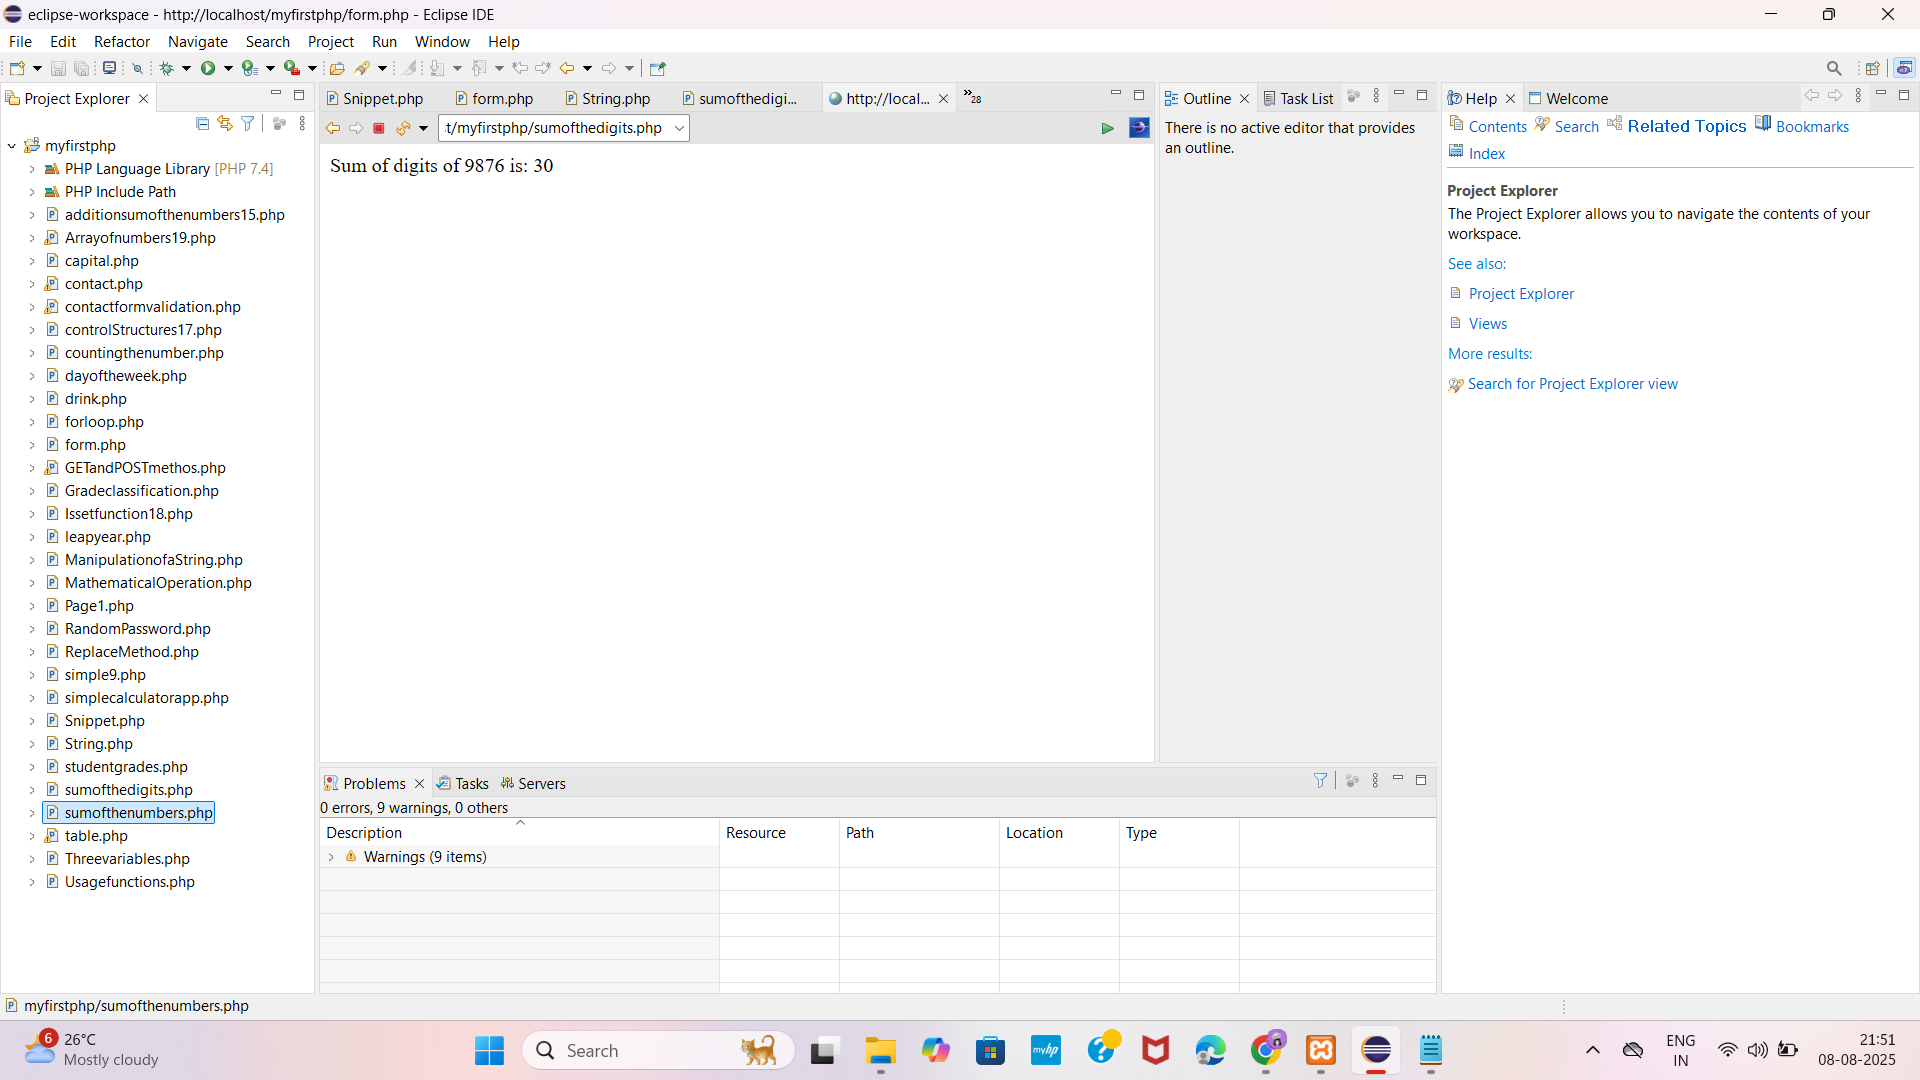 eclipse-workspace - http://localhost/myfirstphp/form.php - Eclipse IDE
File Edit Refactor Navigate Search Project Run Window Help
Project Explorer
Snippet.php form.php String.php sumofthedigi... http://local... »28
Outline Task List
Help Welcome
t/myfirstphp/sumofthedigits.php
Sum of digits of 9876 is: 30
There is no active editor that provides
an outline.
Contents Search Related Topics Bookmarks
Index
Project Explorer
The Project Explorer allows you to navigate the contents of your
workspace.
See also:
Project Explorer
Views
More results:
Search for Project Explorer view
myfirstphp
PHP Language Library [PHP 7.4]
PHP Include Path
additionsumofthenumbers15.php
Arrayofnumbers19.php
capital.php
contact.php
contactformvalidation.php
controlStructures17.php
countingthenumber.php
dayoftheweek.php
drink.php
forloop.php
form.php
GETandPOSTmethos.php
Gradeclassification.php
Issetfunction18.php
leapyear.php
ManipulationofaString.php
MathematicalOperation.php
Page1.php
RandomPassword.php
ReplaceMethod.php
simple9.php
simplecalculatorapp.php
Snippet.php
String.php
studentgrades.php
sumofthedigits.php
sumofthenumbers.php
table.php
Threevariables.php
Usagefunctions.php
Problems Tasks Servers
0 errors, 9 warnings, 0 others
Description Resource Path Location Type
Warnings (9 items)
myfirstphp/sumofthenumbers.php
6
26°C
Mostly cloudy
Search
myhp
ENG
IN
21:51
08-08-2025